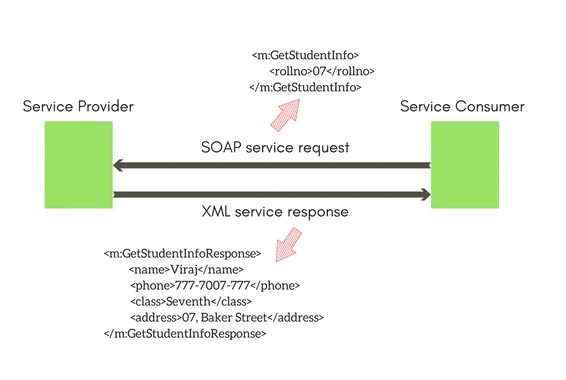 <m:GetStudentInfo>
<rollno>07</rollno>
</m:GetStudentInfo>
Service Provider
Service Consumer
SOAP service request
XML service response
<m:GetStudentInfoResponse>
<name>Viraj</name>
<phone>777-7007-777</phone>
<class>Seventh</class>
<address>07, Baker Street</address>
</m:GetStudentInfoResponse>